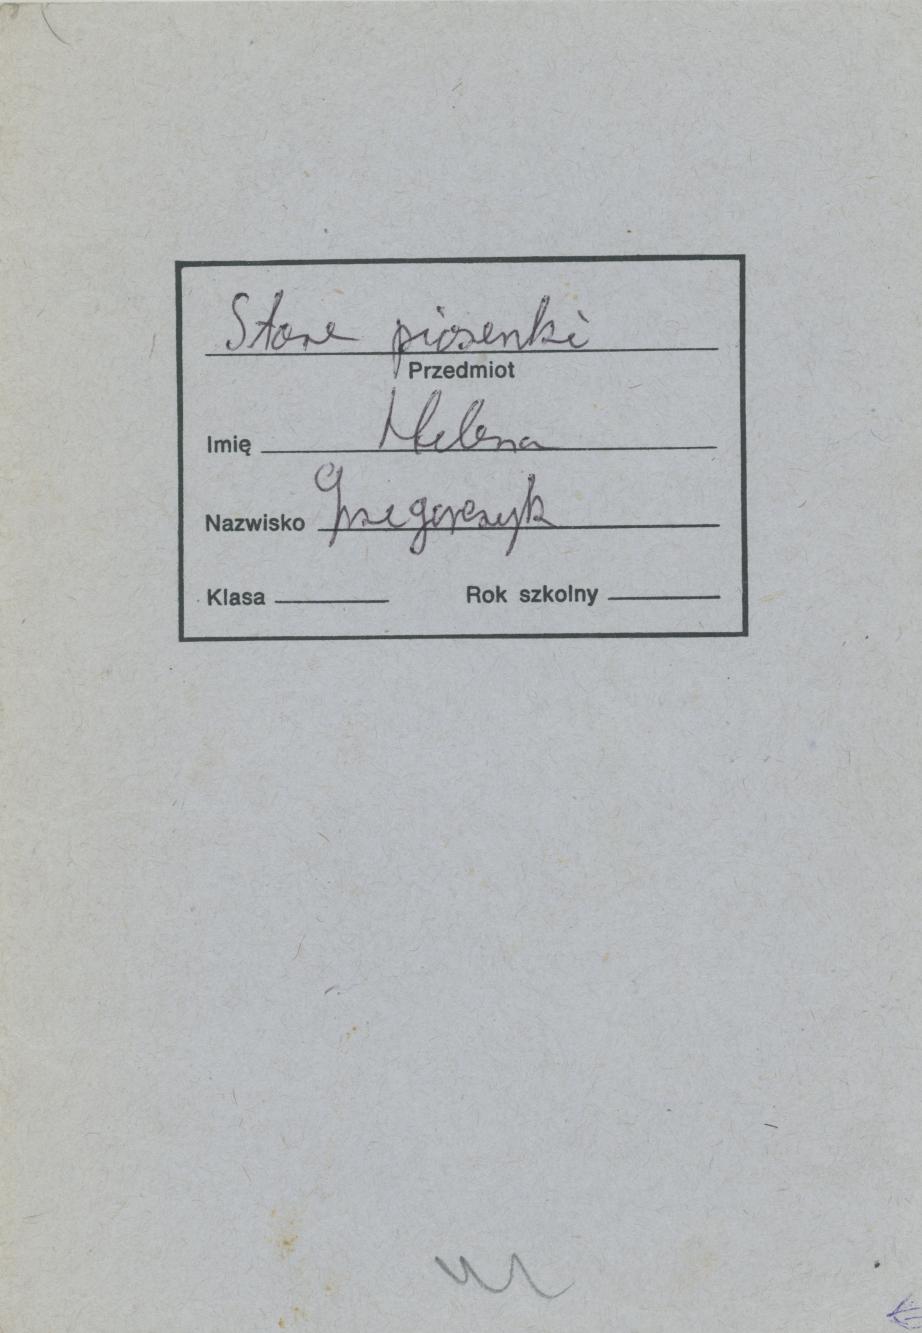 Stare piosenki
Przedmiot
Imię Helena
Nazwisko Grzegorczyk
Klasa
Rok szkolny